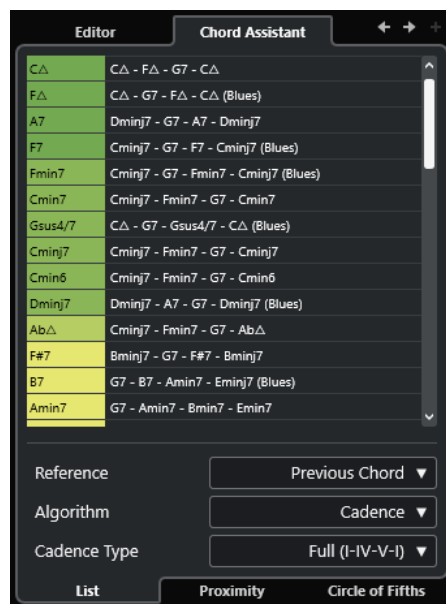 Editor Chord Assistant
C△ C△ - F△ - G7 - C△
F△ C△ - G7 - F△ - C△ (Blues)
A7 Dminj7 - G7 - A7 - Dminj7
F7 Cminj7 - G7 - F7 - Cminj7 (Blues)
Fmin7 Cminj7 - G7 - Fmin7 - Cminj7 (Blues)
Cmin7 Cminj7 - Fmin7 - G7 - Cmin7
Gsus4/7 C△ - G7 - Gsus4/7 - C△ (Blues)
Cminj7 Cminj7 - Fmin7 - G7 - Cminj7
Cmin6 Cminj7 - Fmin7 - G7 - Cmin6
Dminj7 Dminj7 - A7 - G7 - Dminj7 (Blues)
Ab△ Cminj7 - Fmin7 - G7 - Ab△
F#7 Bminj7 - G7 - F#7 - Bminj7
B7 G7 - B7 - Amin7 - Eminj7 (Blues)
Amin7 G7 - Amin7 - Bmin7 - Emin7
Reference Previous Chord
Algorithm Cadence
Cadence Type Full (I-IV-V-I)
List Proximity Circle of Fifths